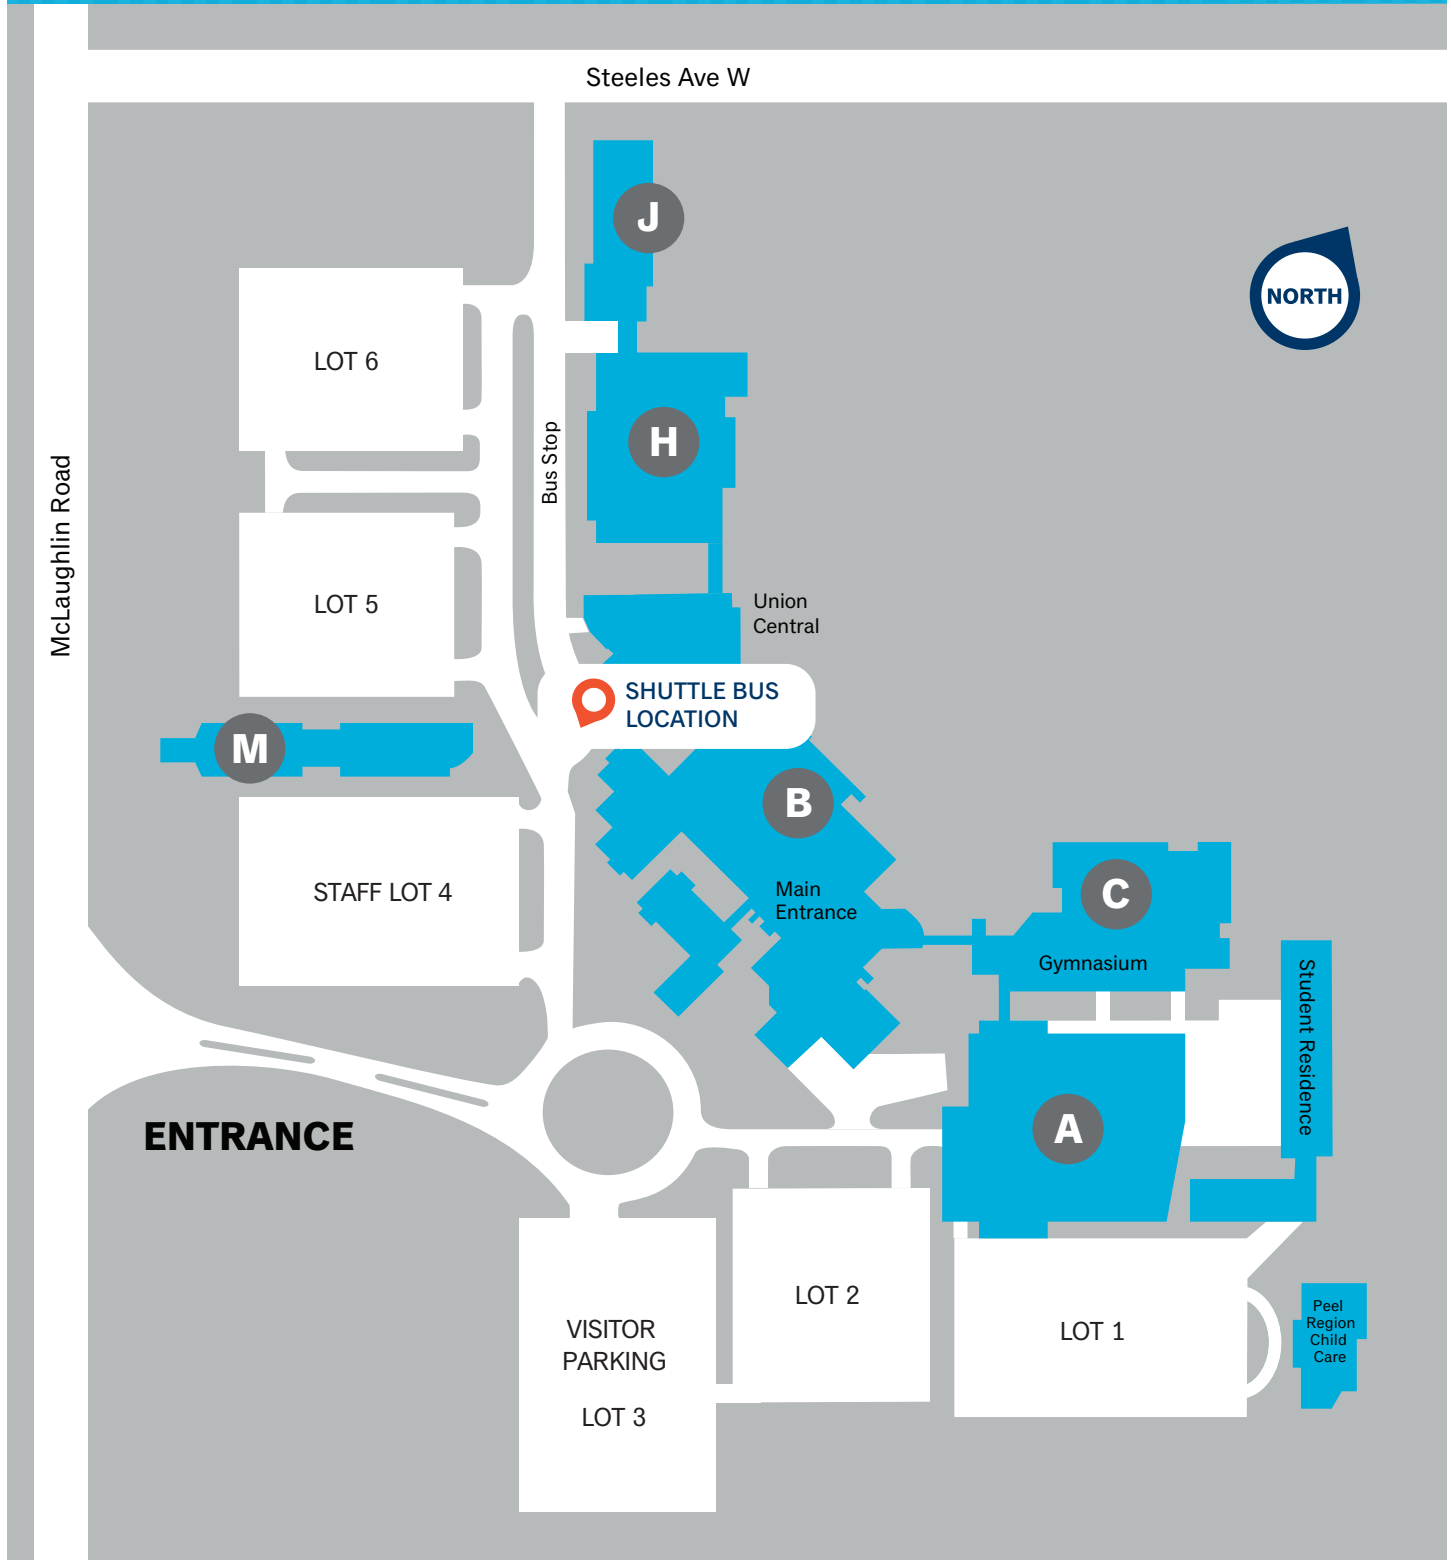 Steeles Ave W
J
NORTH
LOT 6
H
Bus Stop
McLaughlin Road
LOT 5
Union
Central
SHUTTLE BUS
LOCATION
M
B
STAFF LOT 4
Main
Entrance
C
Gymnasium
Student Residence
ENTRANCE
A
LOT 2
VISITOR
PARKING
LOT 3
LOT 1
Peel
Region
Child
Care